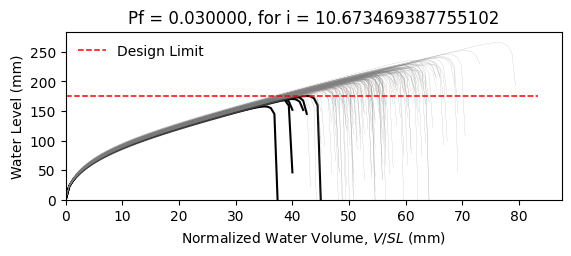 Pf = 0.030000, for i = 10.673469387755102
Water Level (mm)
250
200
150
100
50
0
Design Limit
0 10 20 30 40 50 60 70 80
Normalized Water Volume, V/SL (mm)